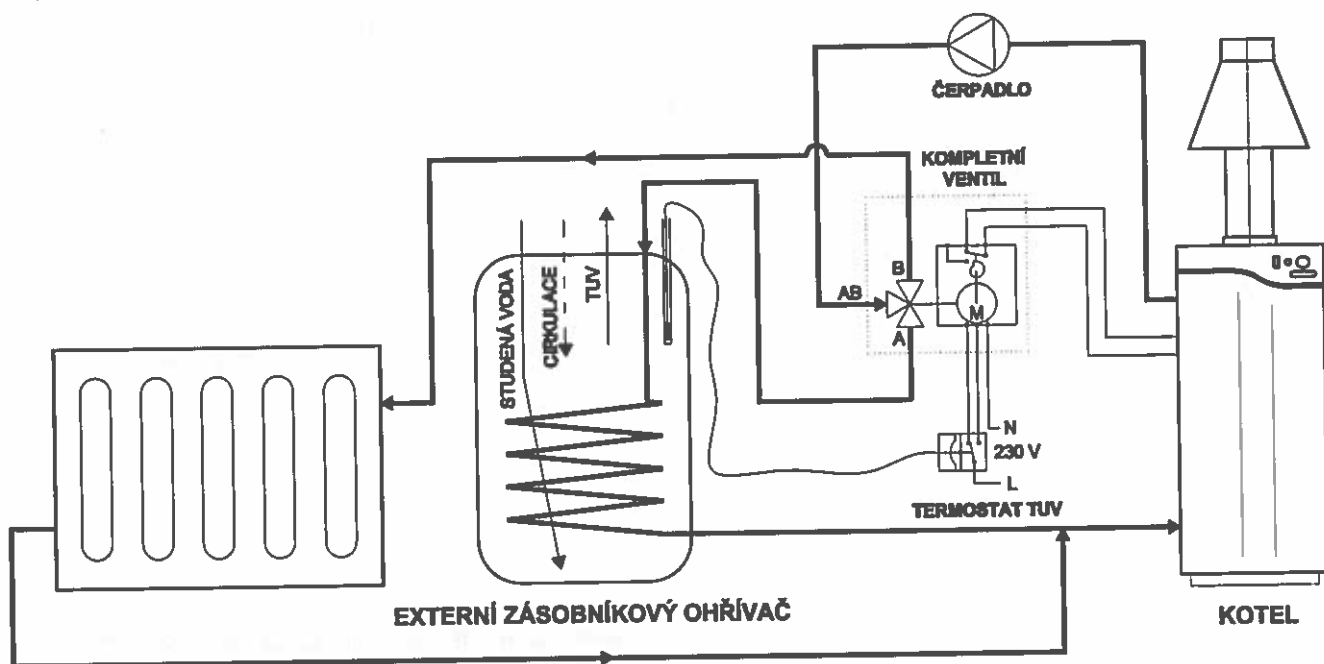 ČERPADLO
KOMPLETNÍ
VENTIL
B
AB
M
A
STUDENÁ VODA
CIRKULACE
TUV
N
230 V
L
TERMOSTAT TUV
EXTERNÍ ZÁSOBNÍKOVÝ OHŘÍVAČ
KOTEL